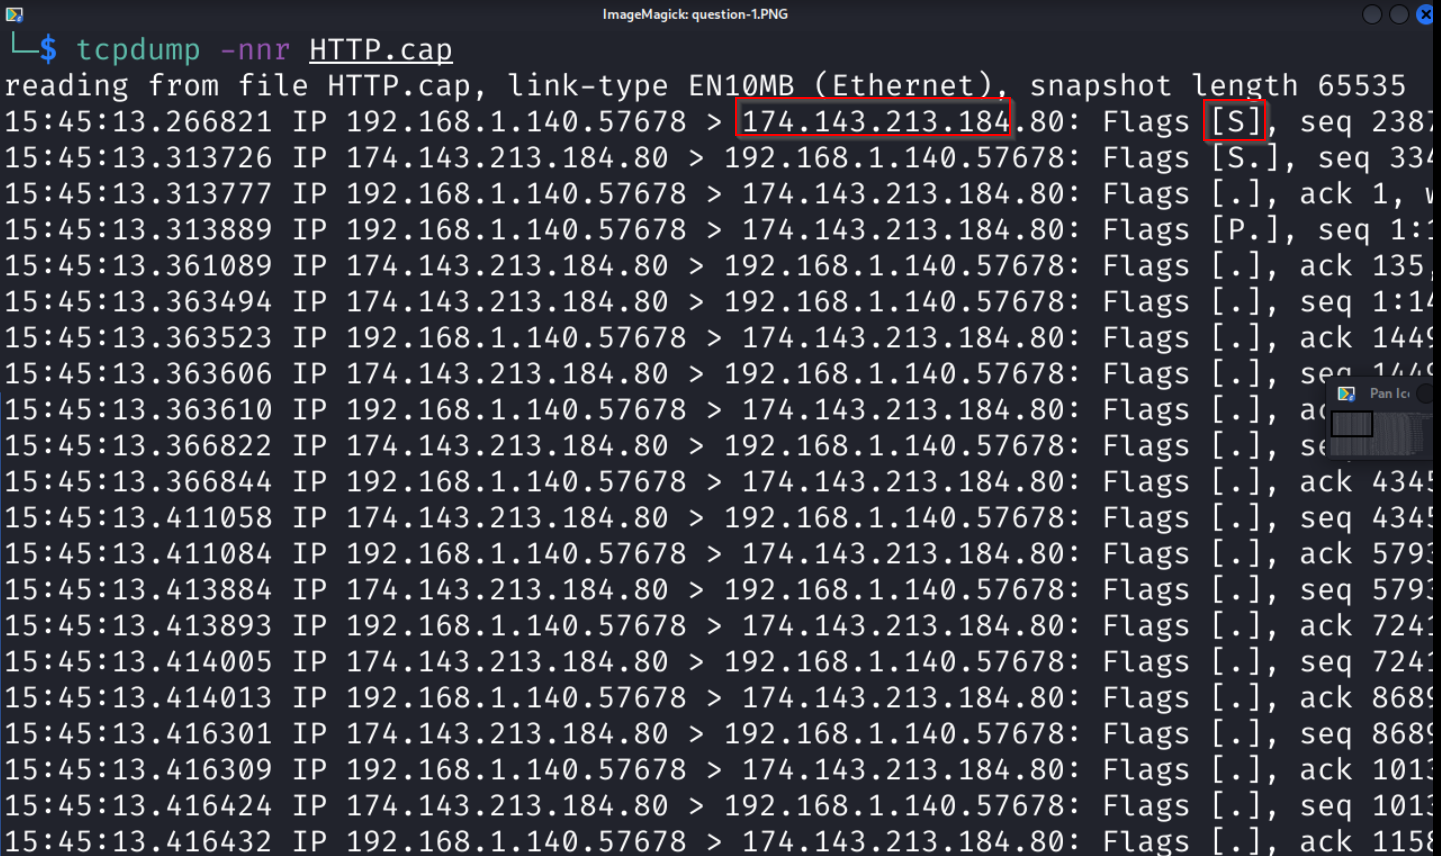 ImageMagick: question-1.PNG
└─$ tcpdump -nnr HTTP.cap
reading from file HTTP.cap, link-type EN10MB (Ethernet), snapshot length 65535
15:45:13.266821 IP 192.168.1.140.57678 > 174.143.213.184.80: Flags [S], seq 2387
15:45:13.313726 IP 174.143.213.184.80 > 192.168.1.140.57678: Flags [S.], seq 334
15:45:13.313777 IP 192.168.1.140.57678 > 174.143.213.184.80: Flags [.], ack 1, w
15:45:13.313889 IP 192.168.1.140.57678 > 174.143.213.184.80: Flags [P.], seq 1:1
15:45:13.361089 IP 174.143.213.184.80 > 192.168.1.140.57678: Flags [.], ack 135,
15:45:13.363494 IP 174.143.213.184.80 > 192.168.1.140.57678: Flags [.], seq 1:14
15:45:13.363523 IP 192.168.1.140.57678 > 174.143.213.184.80: Flags [.], ack 1449
15:45:13.363606 IP 174.143.213.184.80 > 192.168.1.140.57678: Flags [.], seq 1449
15:45:13.363610 IP 192.168.1.140.57678 > 174.143.213.184.80: Flags [.],
Pan Ic
15:45:13.366822 IP 174.143.213.184.80 > 192.168.1.140.57678: Flags [.],
15:45:13.366844 IP 192.168.1.140.57678 > 174.143.213.184.80: Flags [.], ack 4345
15:45:13.411058 IP 174.143.213.184.80 > 192.168.1.140.57678: Flags [.], seq 4345
15:45:13.411084 IP 192.168.1.140.57678 > 174.143.213.184.80: Flags [.], ack 5793
15:45:13.413884 IP 174.143.213.184.80 > 192.168.1.140.57678: Flags [.], seq 5793
15:45:13.413893 IP 192.168.1.140.57678 > 174.143.213.184.80: Flags [.], ack 7241
15:45:13.414005 IP 174.143.213.184.80 > 192.168.1.140.57678: Flags [.], seq 7241
15:45:13.414013 IP 192.168.1.140.57678 > 174.143.213.184.80: Flags [.], ack 8689
15:45:13.416301 IP 174.143.213.184.80 > 192.168.1.140.57678: Flags [.], seq 8689
15:45:13.416309 IP 192.168.1.140.57678 > 174.143.213.184.80: Flags [.], ack 1013
15:45:13.416424 IP 174.143.213.184.80 > 192.168.1.140.57678: Flags [.], seq 1013
15:45:13.416432 IP 192.168.1.140.57678 > 174.143.213.184.80: Flags [.], ack 1158